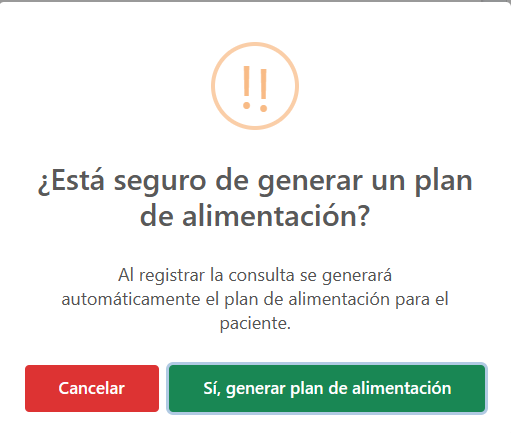 !!
¿Está seguro de generar un plan
de alimentación?
Al registrar la consulta se generará
automáticamente el plan de alimentación para el
paciente.
Cancelar
Sí, generar plan de alimentación